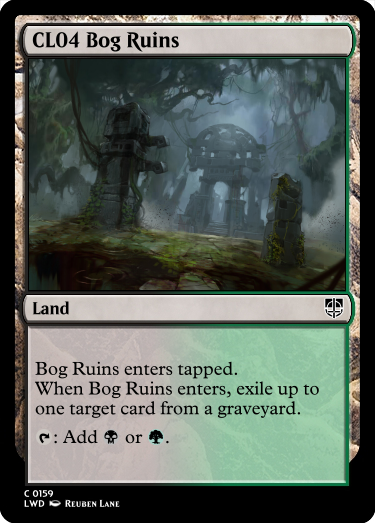 CL04 Bog Ruins
Land
Bog Ruins enters tapped.
When Bog Ruins enters, exile up to
one target card from a graveyard.
: Add or .
C 0159
LWD Reuben Lane